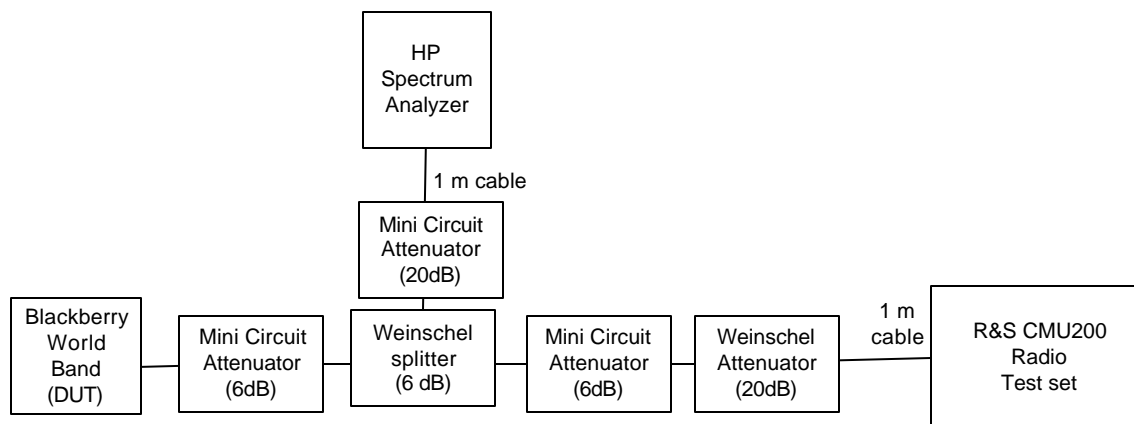 HP
Spectrum
Analyzer
1 m cable
Mini Circuit
Attenuator
(20dB)
Blackberry
World
Band
(DUT)
Mini Circuit
Attenuator
(6dB)
Weinschel
splitter
(6 dB)
Mini Circuit
Attenuator
(6dB)
Weinschel
Attenuator
(20dB)
1 m
cable
R&S CMU200
Radio
Test set